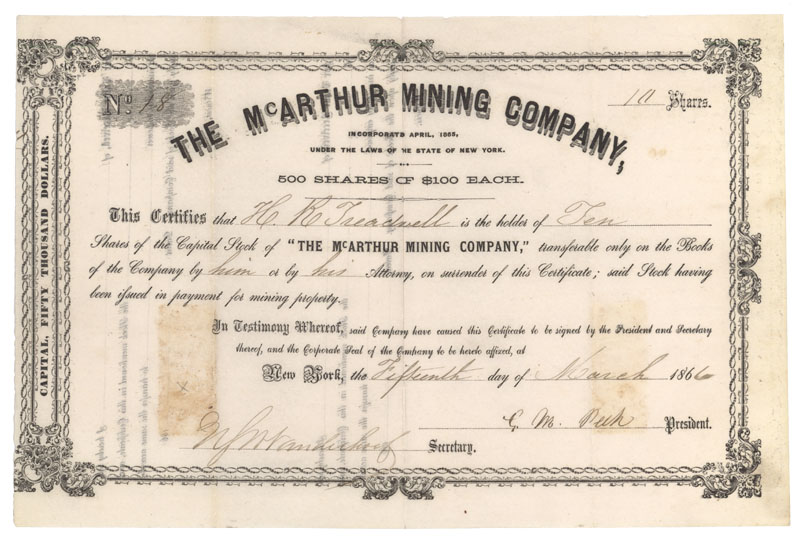 No. 18
10 Shares.
THE McARTHUR MINING COMPANY,
INCORPORATED APRIL, 1865,
UNDER THE LAWS OF THE STATE OF NEW YORK.
500 SHARES OF $100 EACH.
This Certifies that H. R. Treadwell is the holder of Ten
Shares of the Capital Stock of "THE McARTHUR MINING COMPANY," transferable only on the Books
of the Company by him or by his Attorney, on surrender of this Certificate; said Stock having
been issued in payment for mining property.
In Testimony Whereof, said Company have caused this Certificate to be signed by the President and Secretary
thereof, and the Corporate Seal of the Company to be hereto affixed, at
New York, the Fifteenth day of March 1866
G. M. Peek President.
Secretary.
CAPITAL, FIFTY THOUSAND DOLLARS.